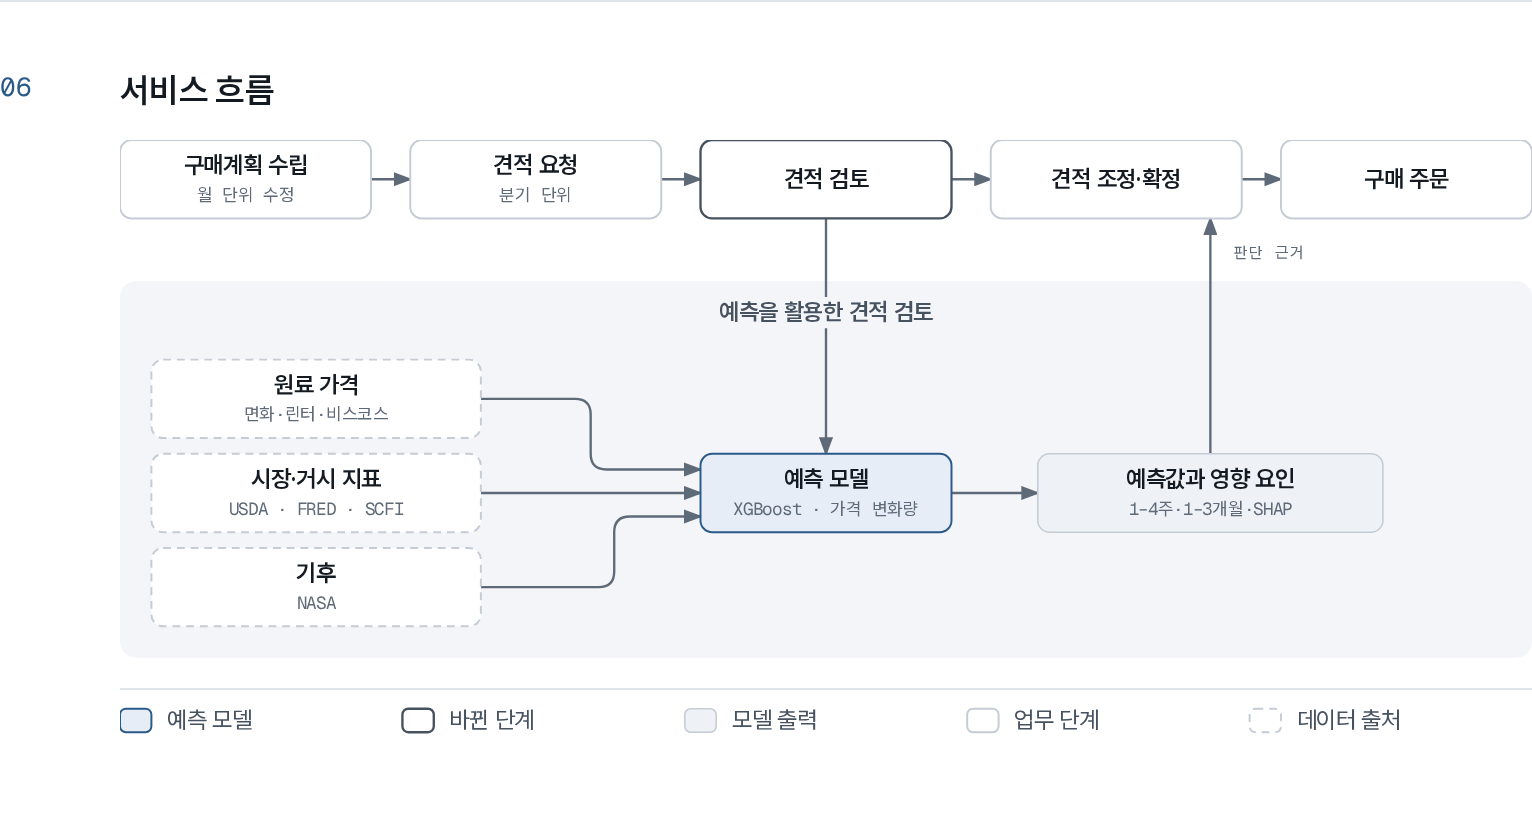 06
서비스 흐름
구매계획 수립
월 단위 수정
견적 요청
분기 단위
견적 검토
견적 조정·확정
구매 주문
판단 근거
예측을 활용한 견적 검토
원료 가격
면화·린터·비스코스
시장·거시 지표
USDA · FRED · SCFI
기후
NASA
예측 모델
XGBoost · 가격 변화량
예측값과 영향 요인
1–4주·1–3개월·SHAP
예측 모델
바뀐 단계
모델 출력
업무 단계
데이터 출처